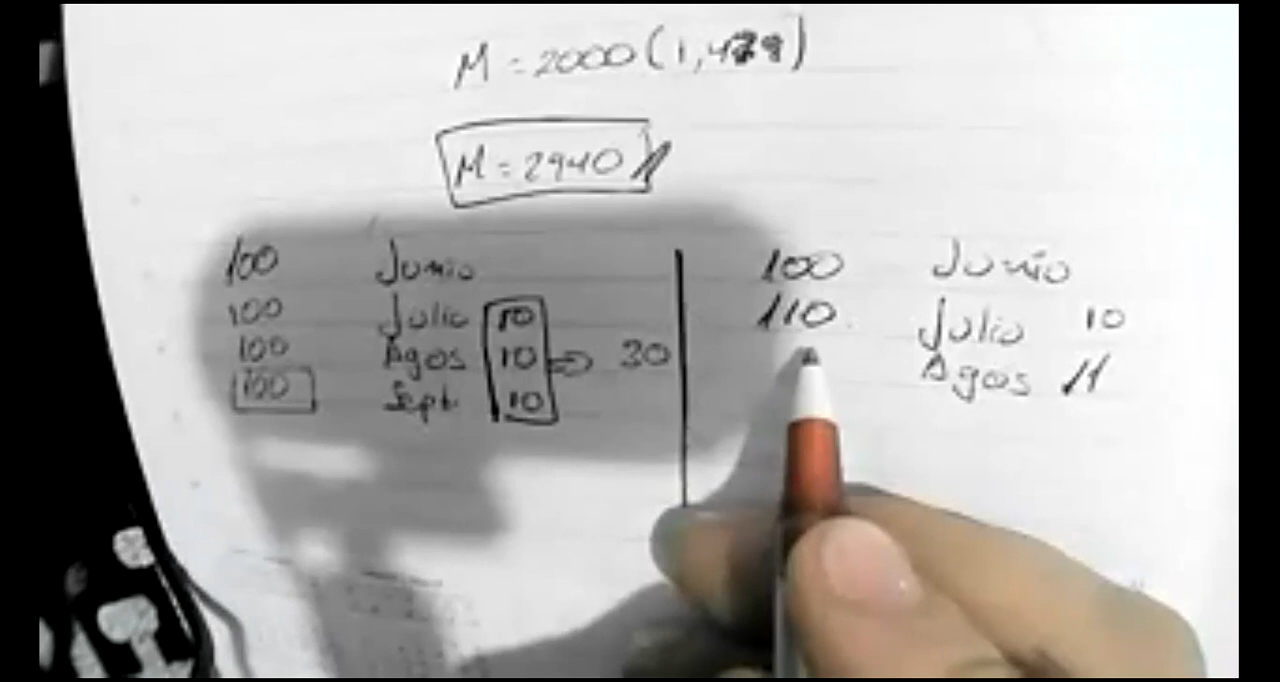 M = 2000 (1,478)
M = 2940
100 Junio
100 Julio 10
100 Agos 10 ⇒ 30
100 Sept 10
100 Junio
110 Julio 10
Agos 11